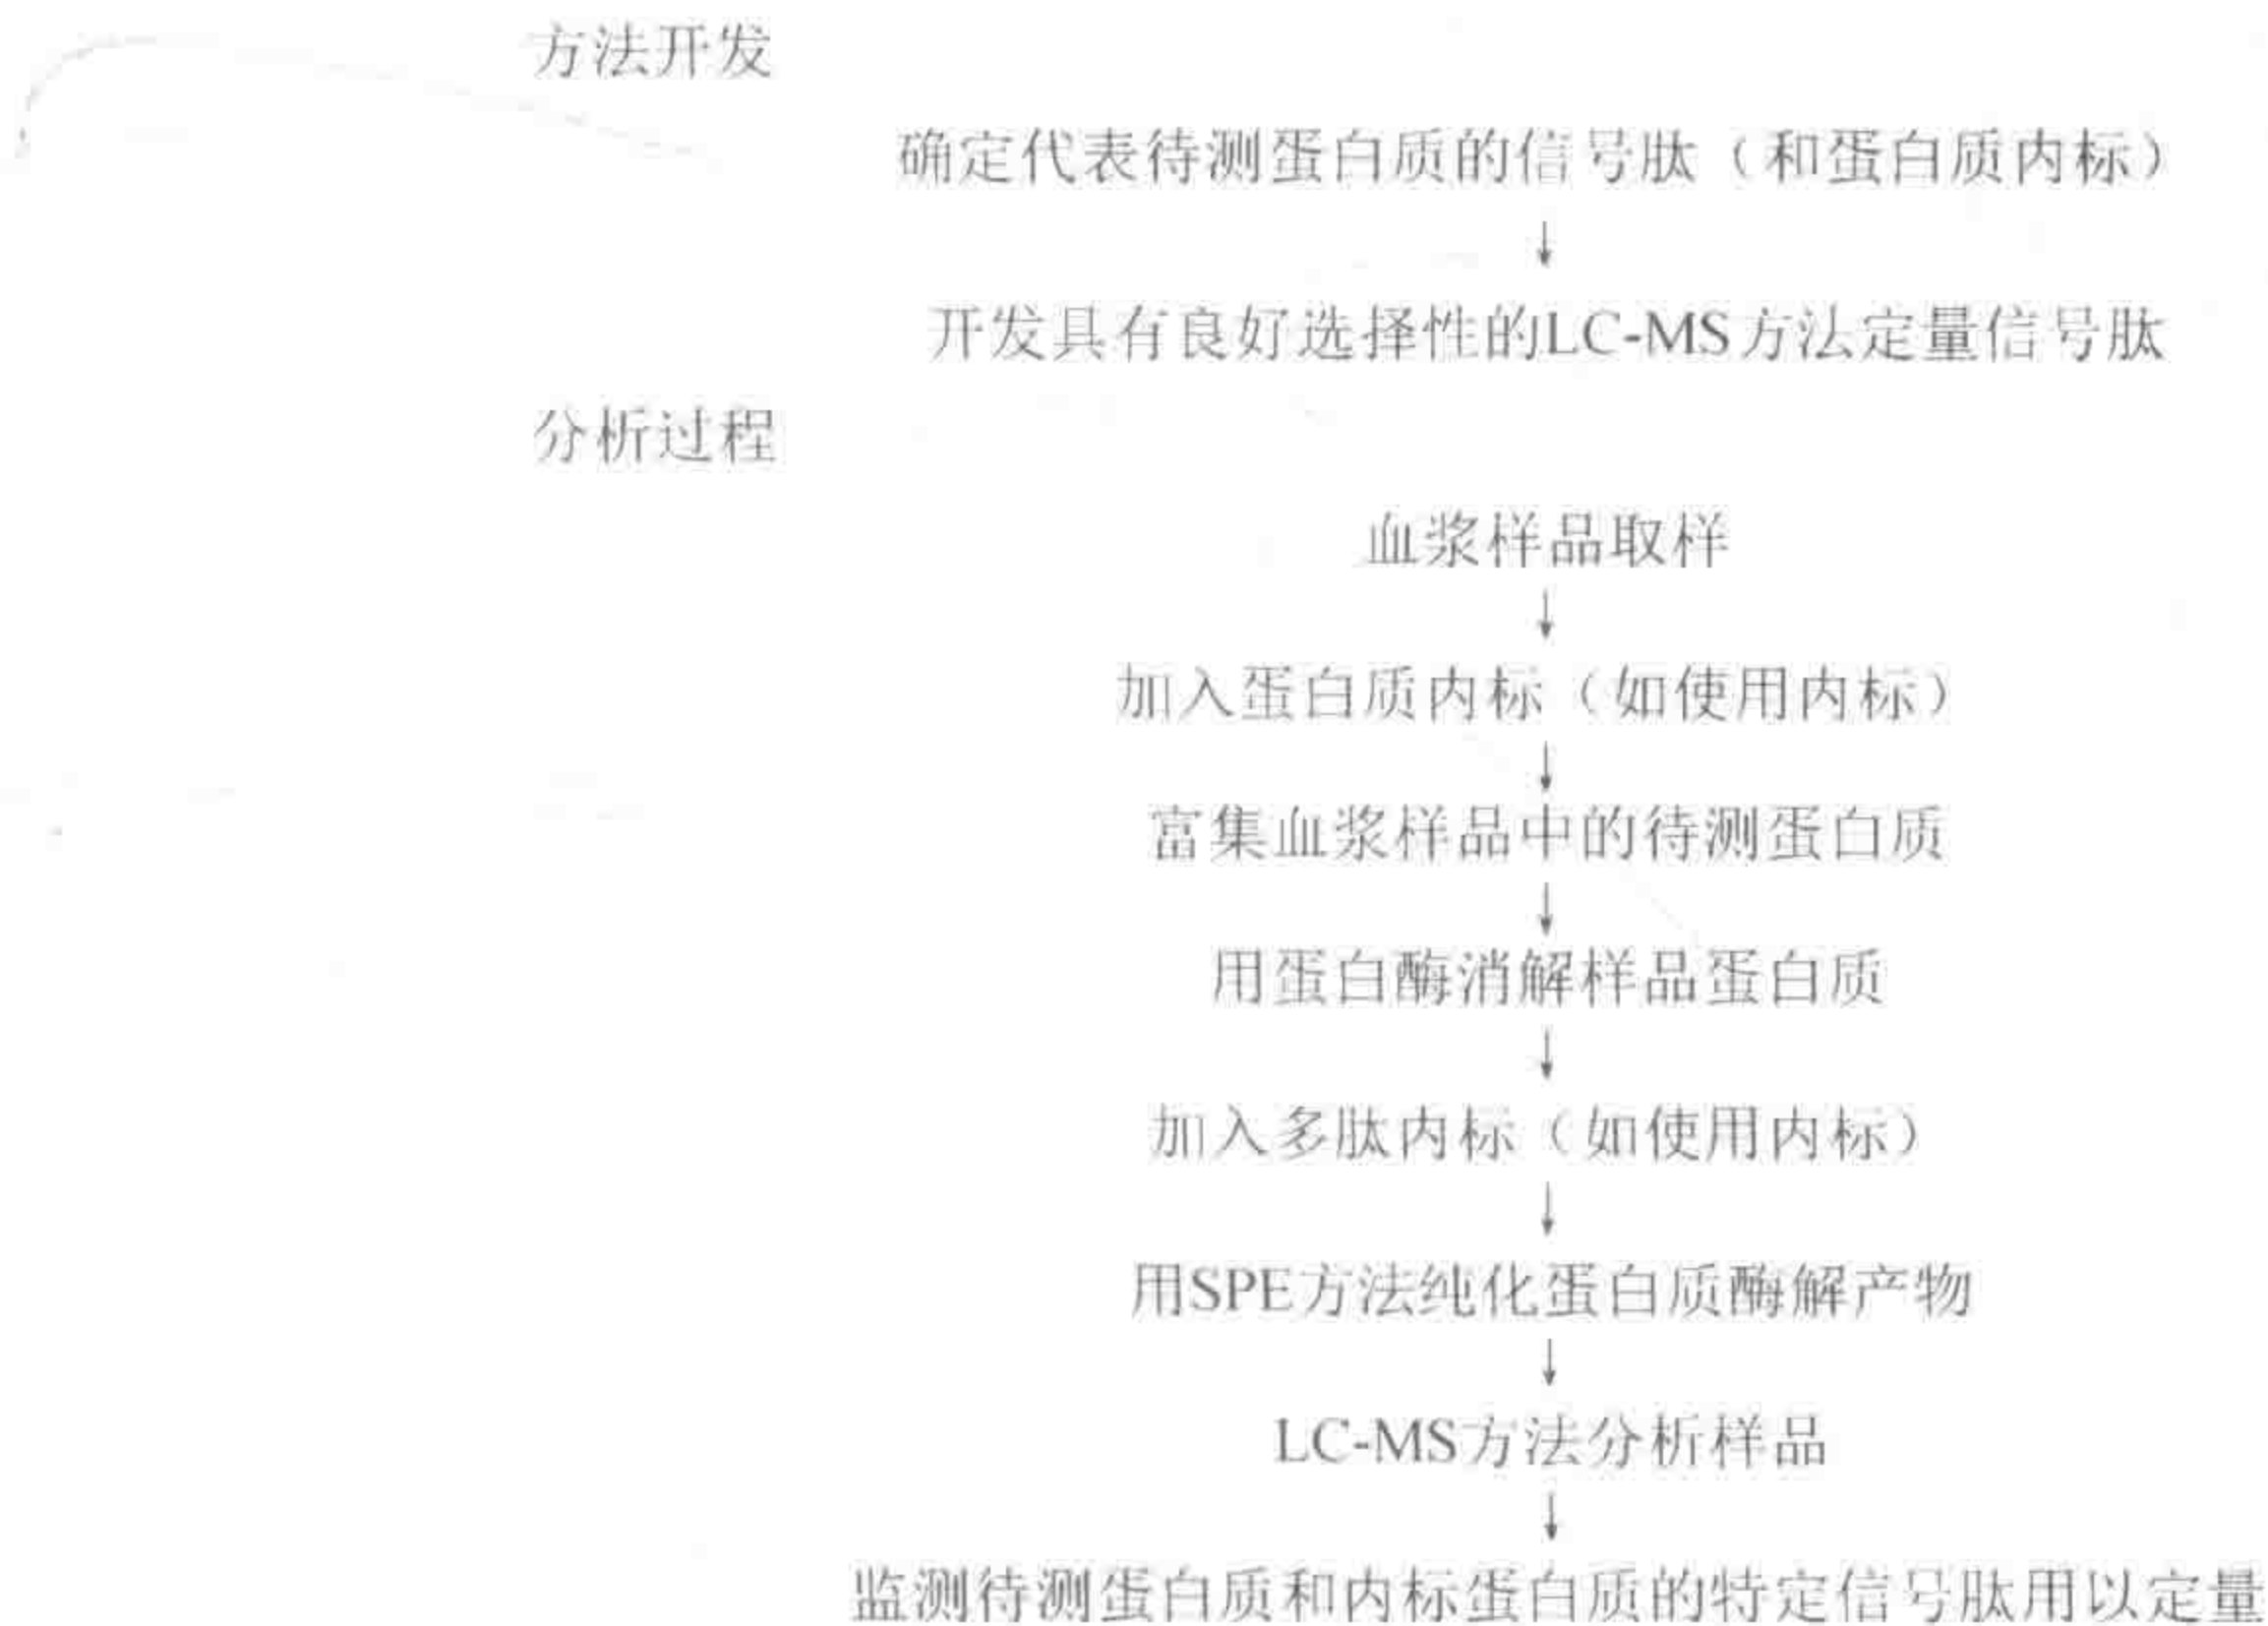 方法开发
确定代表待测蛋白质的信号肽（和蛋白质内标）
↓
开发具有良好选择性的LC-MS方法定量信号肽
分析过程
血浆样品取样
↓
加入蛋白质内标（如使用内标）
↓
富集血浆样品中的待测蛋白质
↓
用蛋白酶消解样品蛋白质
↓
加入多肽内标（如使用内标）
↓
用SPE方法纯化蛋白质酶解产物
↓
LC-MS方法分析样品
↓
监测待测蛋白质和内标蛋白质的特定信号肽用以定量